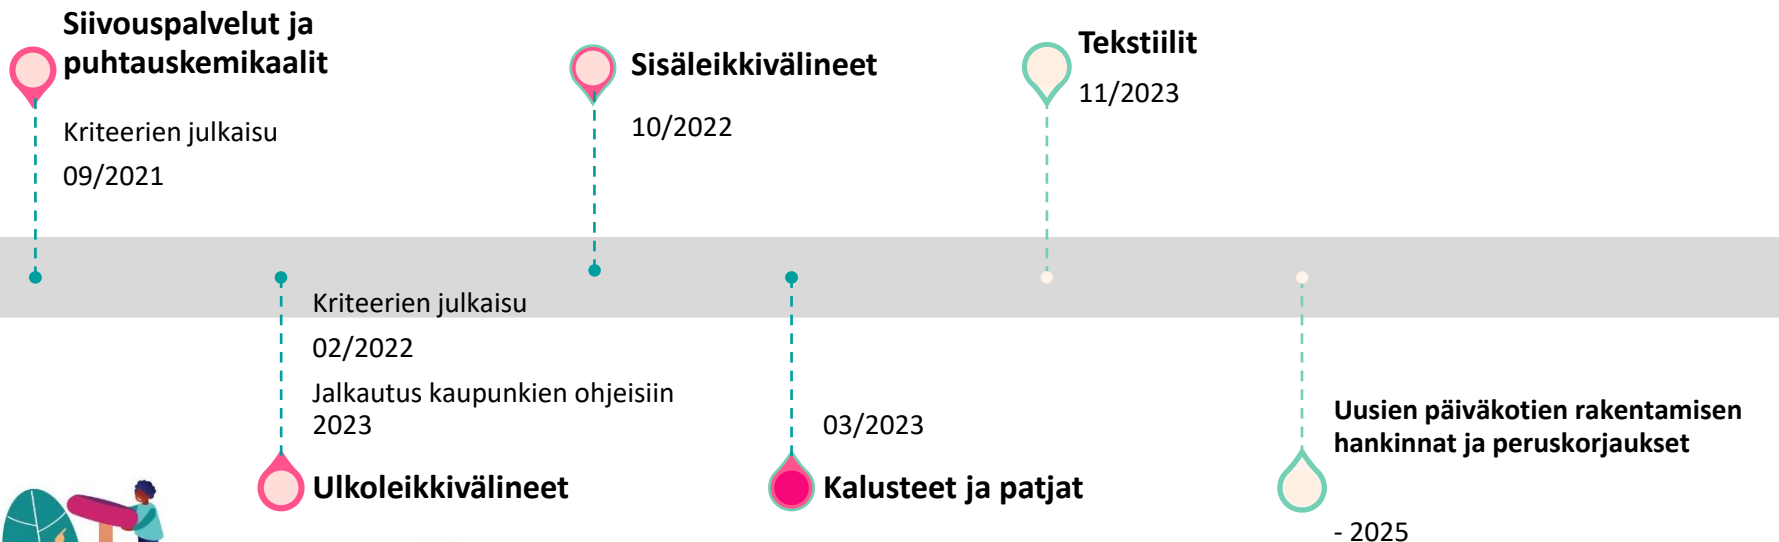 Siivouspalvelut ja
puhtauskemikaalit
Kriteerien julkaisu
09/2021
Kriteerien julkaisu
02/2022
Jalkautus kaupunkien ohjeisiin
2023
Ulkoleikkivälineet
Sisäleikkivälineet
10/2022
03/2023
Kalusteet ja patjat
Tekstiilit
11/2023
Uusien päiväkotien rakentamisen
hankinnat ja peruskorjaukset
- 2025